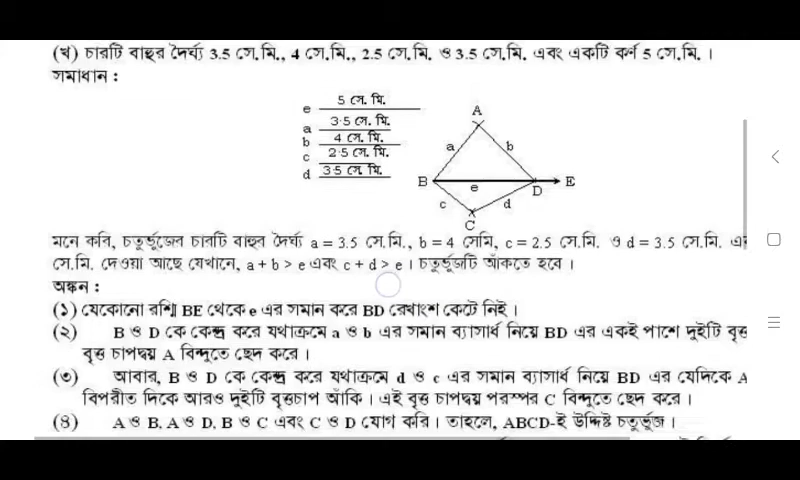 (খ) চারটি বাহুর দৈর্ঘ্য 3.5 সে.মি., 4 সে.মি., 2.5 সে.মি. ও 3.5 সে.মি. এবং একটি কর্ণ 5 সে.মি. ।
সমাধান :
e 5 সে. মি.
a 3·5 সে. মি.
b 4 সে. মি.
c 2·5 সে. মি.
d 3·5 সে. মি.
A
a b
B e D E
c d
C
মনে করি, চতুর্ভুজের চারটি বাহুর দৈর্ঘ্য a = 3.5 সে.মি., b = 4 সেমি, c = 2.5 সে.মি. ও d = 3.5 সে.মি.
সে.মি. দেওয়া আছে যেখানে, a + b > e এবং c + d > e । চতুর্ভুজটি আঁকতে হবে ।
অঙ্কন :
(১) যেকোনো রশ্মি BE থেকে e এর সমান করে BD রেখাংশ কেটে নিই ।
(২) B ও D কে কেন্দ্র করে যথাক্রমে a ও b এর সমান ব্যাসার্ধ নিয়ে BD এর একই পাশে দুইটি বৃত্ত
বৃত্ত চাপদ্বয় A বিন্দুতে ছেদ করে ।
(৩) আবার, B ও D কে কেন্দ্র করে যথাক্রমে d ও c এর সমান ব্যাসার্ধ নিয়ে BD এর যেদিকে A
বিপরীত দিকে আরও দুইটি বৃত্তচাপ আঁকি । এই বৃত্ত চাপদ্বয় পরস্পর C বিন্দুতে ছেদ করে ।
(8) A ও B, A ও D, B ও C এবং C ও D যোগ করি । তাহলে, ABCD-ই উদ্দিষ্ট চতুর্ভুজ ।